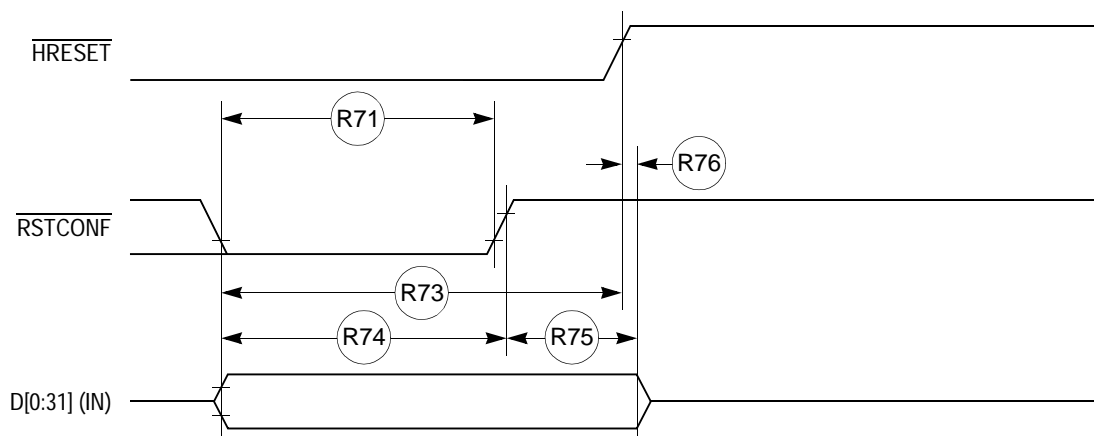 HRESET
R71
R76
RSTCONF
R73
R74
R75
D[0:31] (IN)